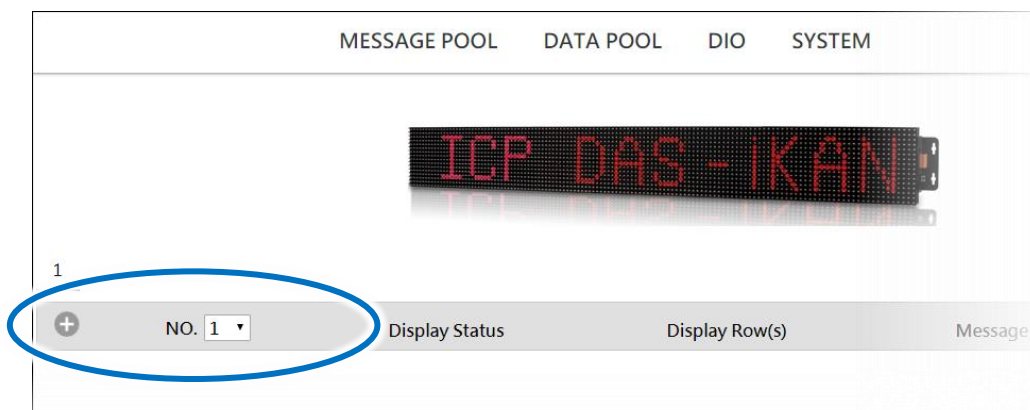 MESSAGE POOL DATA POOL DIO SYSTEM
ICP DAS-iKAN
1
NO. 1 Display Status Display Row(s) Message